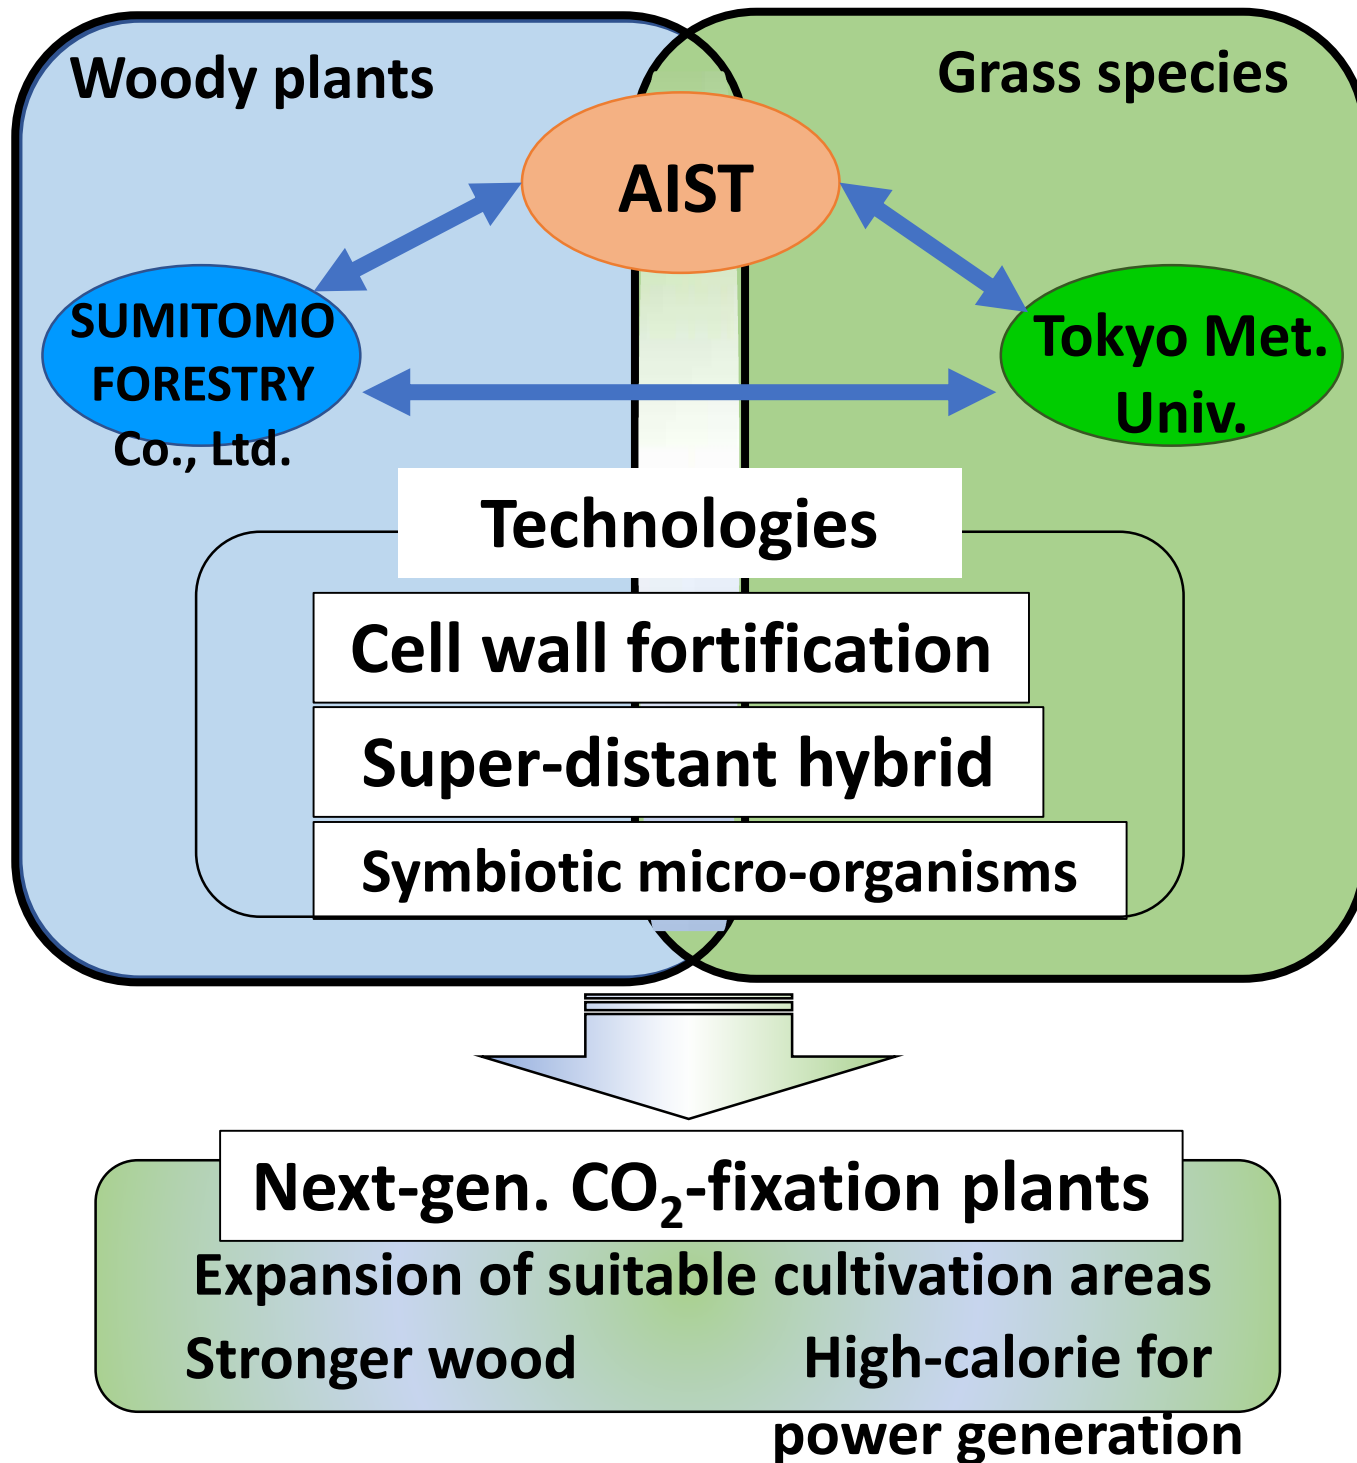 Woody plants
Grass species
AIST
SUMITOMO
FORESTRY
Co., Ltd.
Tokyo Met.
Univ.
Technologies
Cell wall fortification
Super-distant hybrid
Symbiotic micro-organisms
Next-gen. CO₂-fixation plants
Expansion of suitable cultivation areas
Stronger wood
High-calorie for
power generation